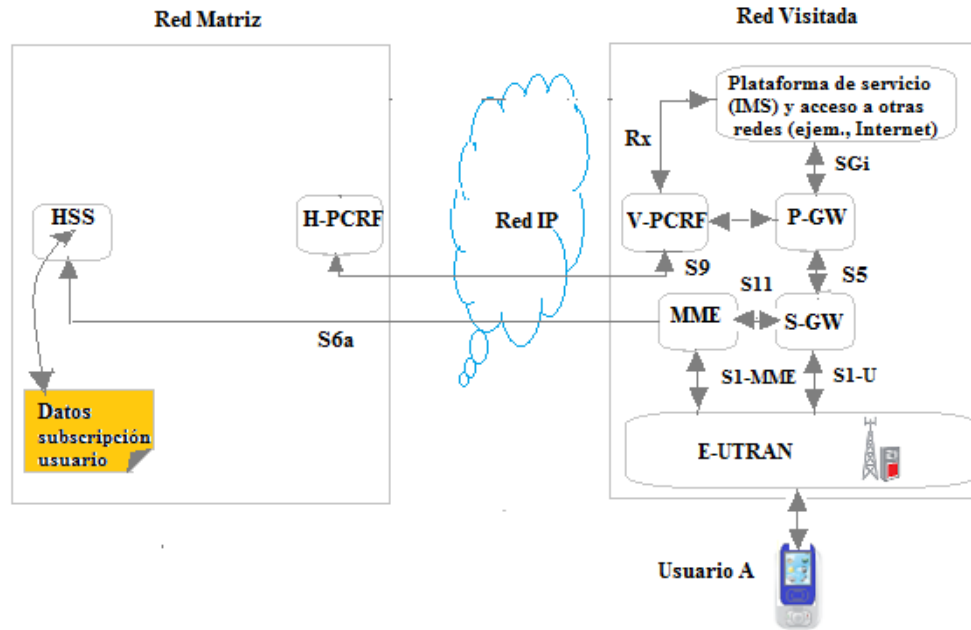 Red Matriz
Red Visitada
Plataforma de servicio
(IMS) y acceso a otras
redes (ejem., Internet)
Rx
SGi
HSS
H-PCRF
Red IP
V-PCRF
P-GW
S9
S11
S5
MME
S-GW
S6a
S1-MME
S1-U
Datos
subscripción
usuario
E-UTRAN
Usuario A